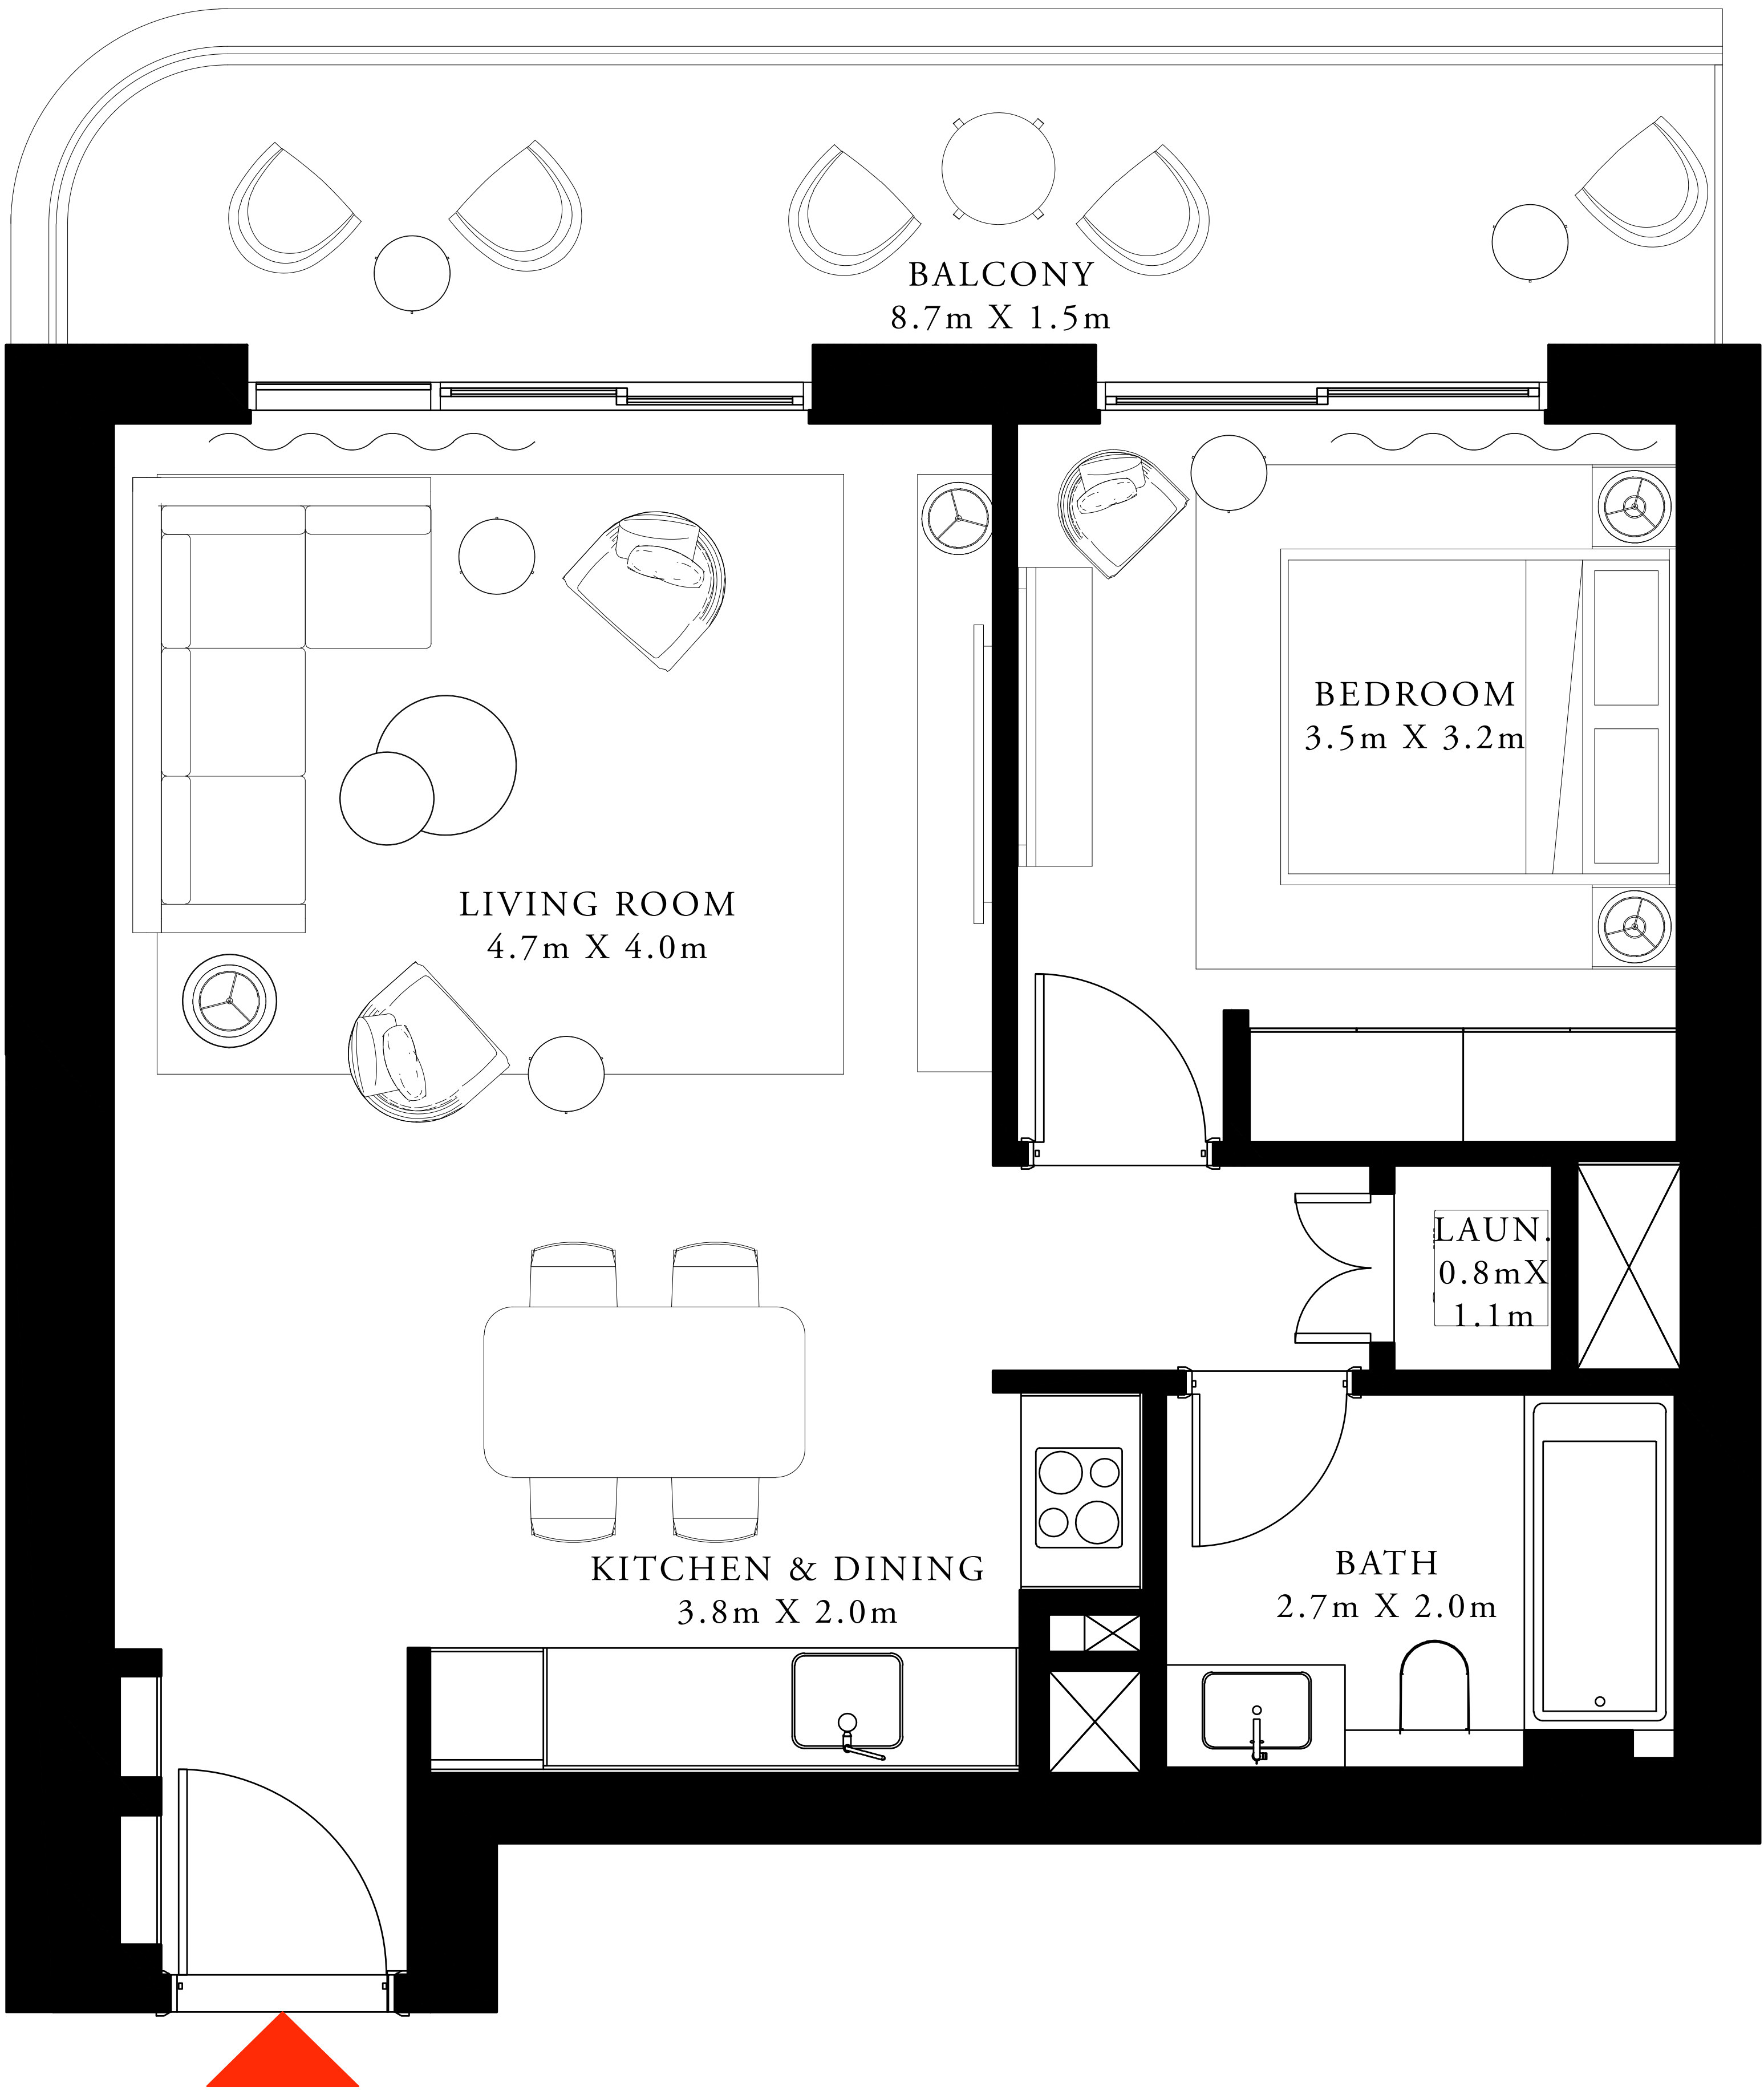 BALCONY
8.7m X 1.5m
BEDROOM
3.5m X 3.2m
LIVING ROOM
4.7m X 4.0m
LAUN.
0.8mX
1.1m
KITCHEN & DINING
3.8m X 2.0m
BATH
2.7m X 2.0m